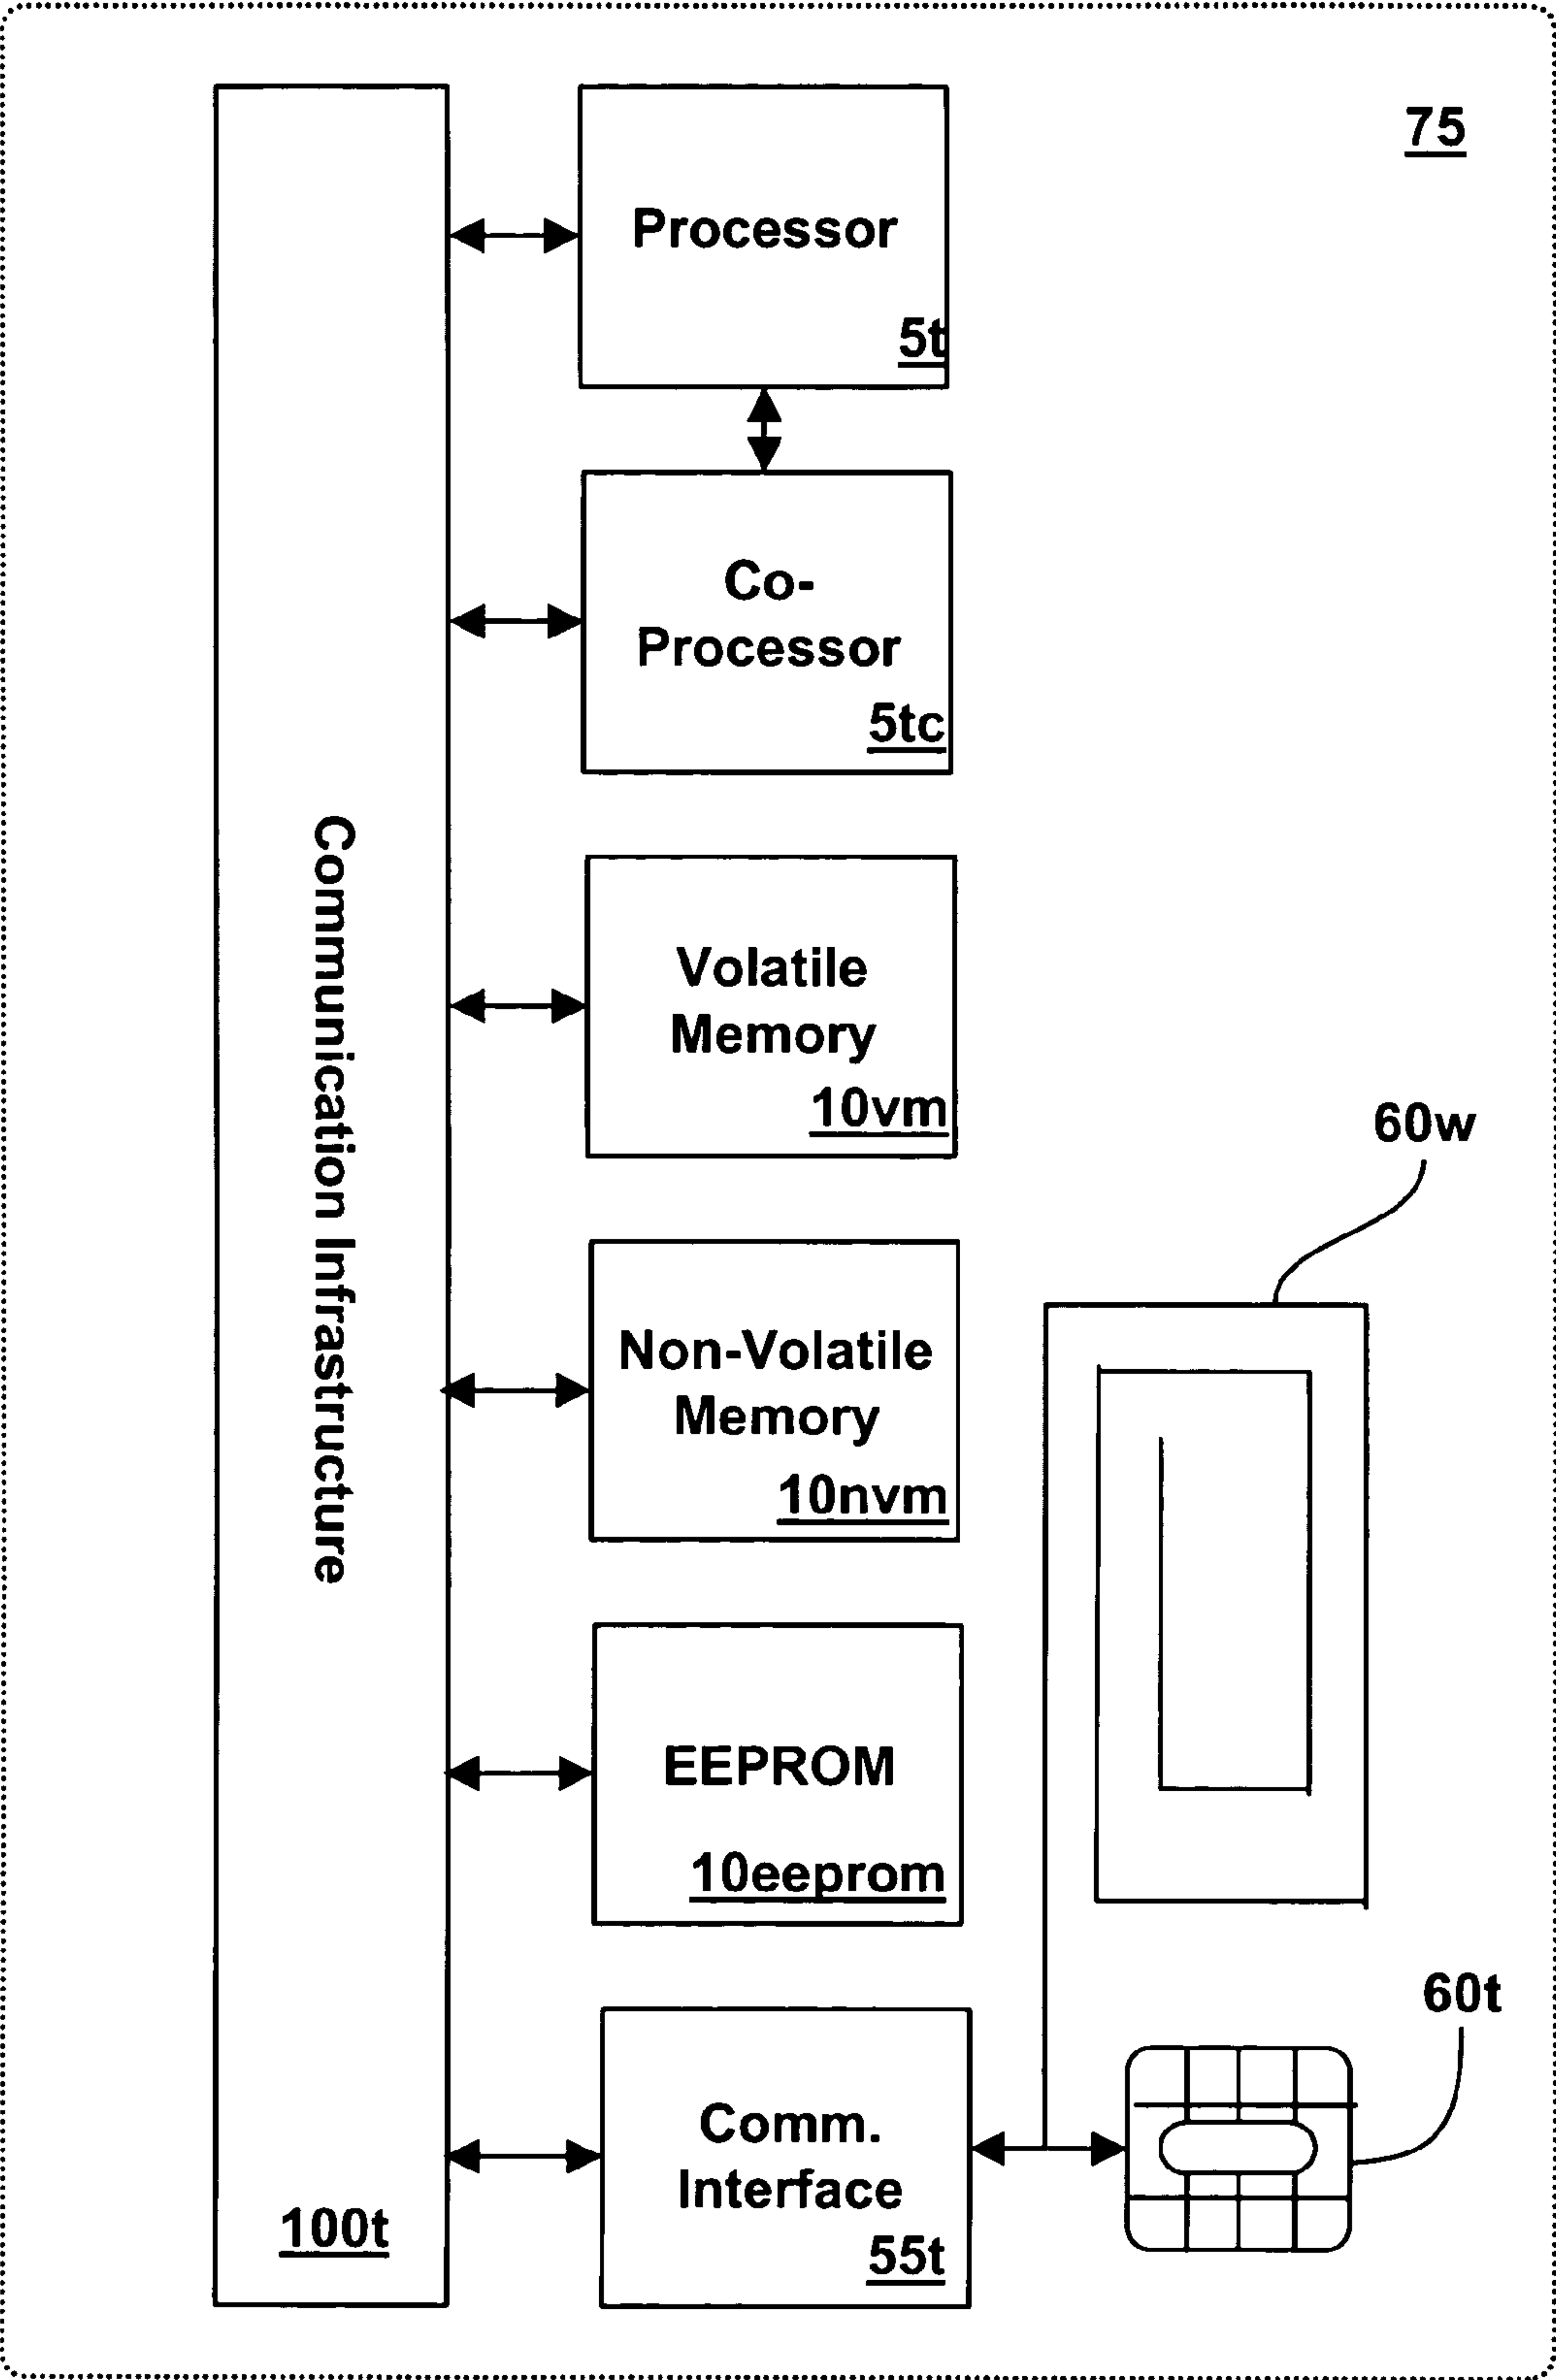 75
Processor
5t
Co-
Processor
5tc
Volatile
Memory
10vm
60w
Non-Volatile
Memory
10nvm
EEPROM
10eeprom
60t
Comm.
Interface
55t
Communication Infrastructure
100t